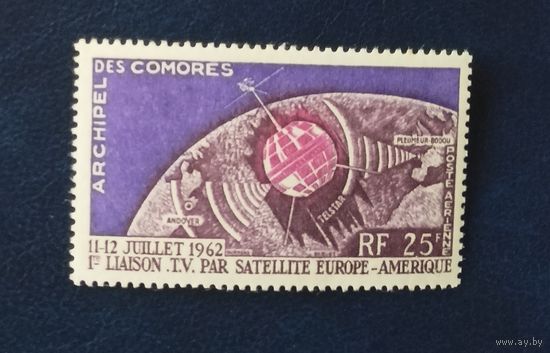 ARCHIPEL
DES COMORES
PLEUMEUR-BODOU
POSTE AERIENNE
ANDOVER
TELSTAR
RF 25F
11-12 JUILLET 1962
1RE LIAISON .T.V. PAR SATELLITE EUROPE-AMERIQUE
www.ay.by